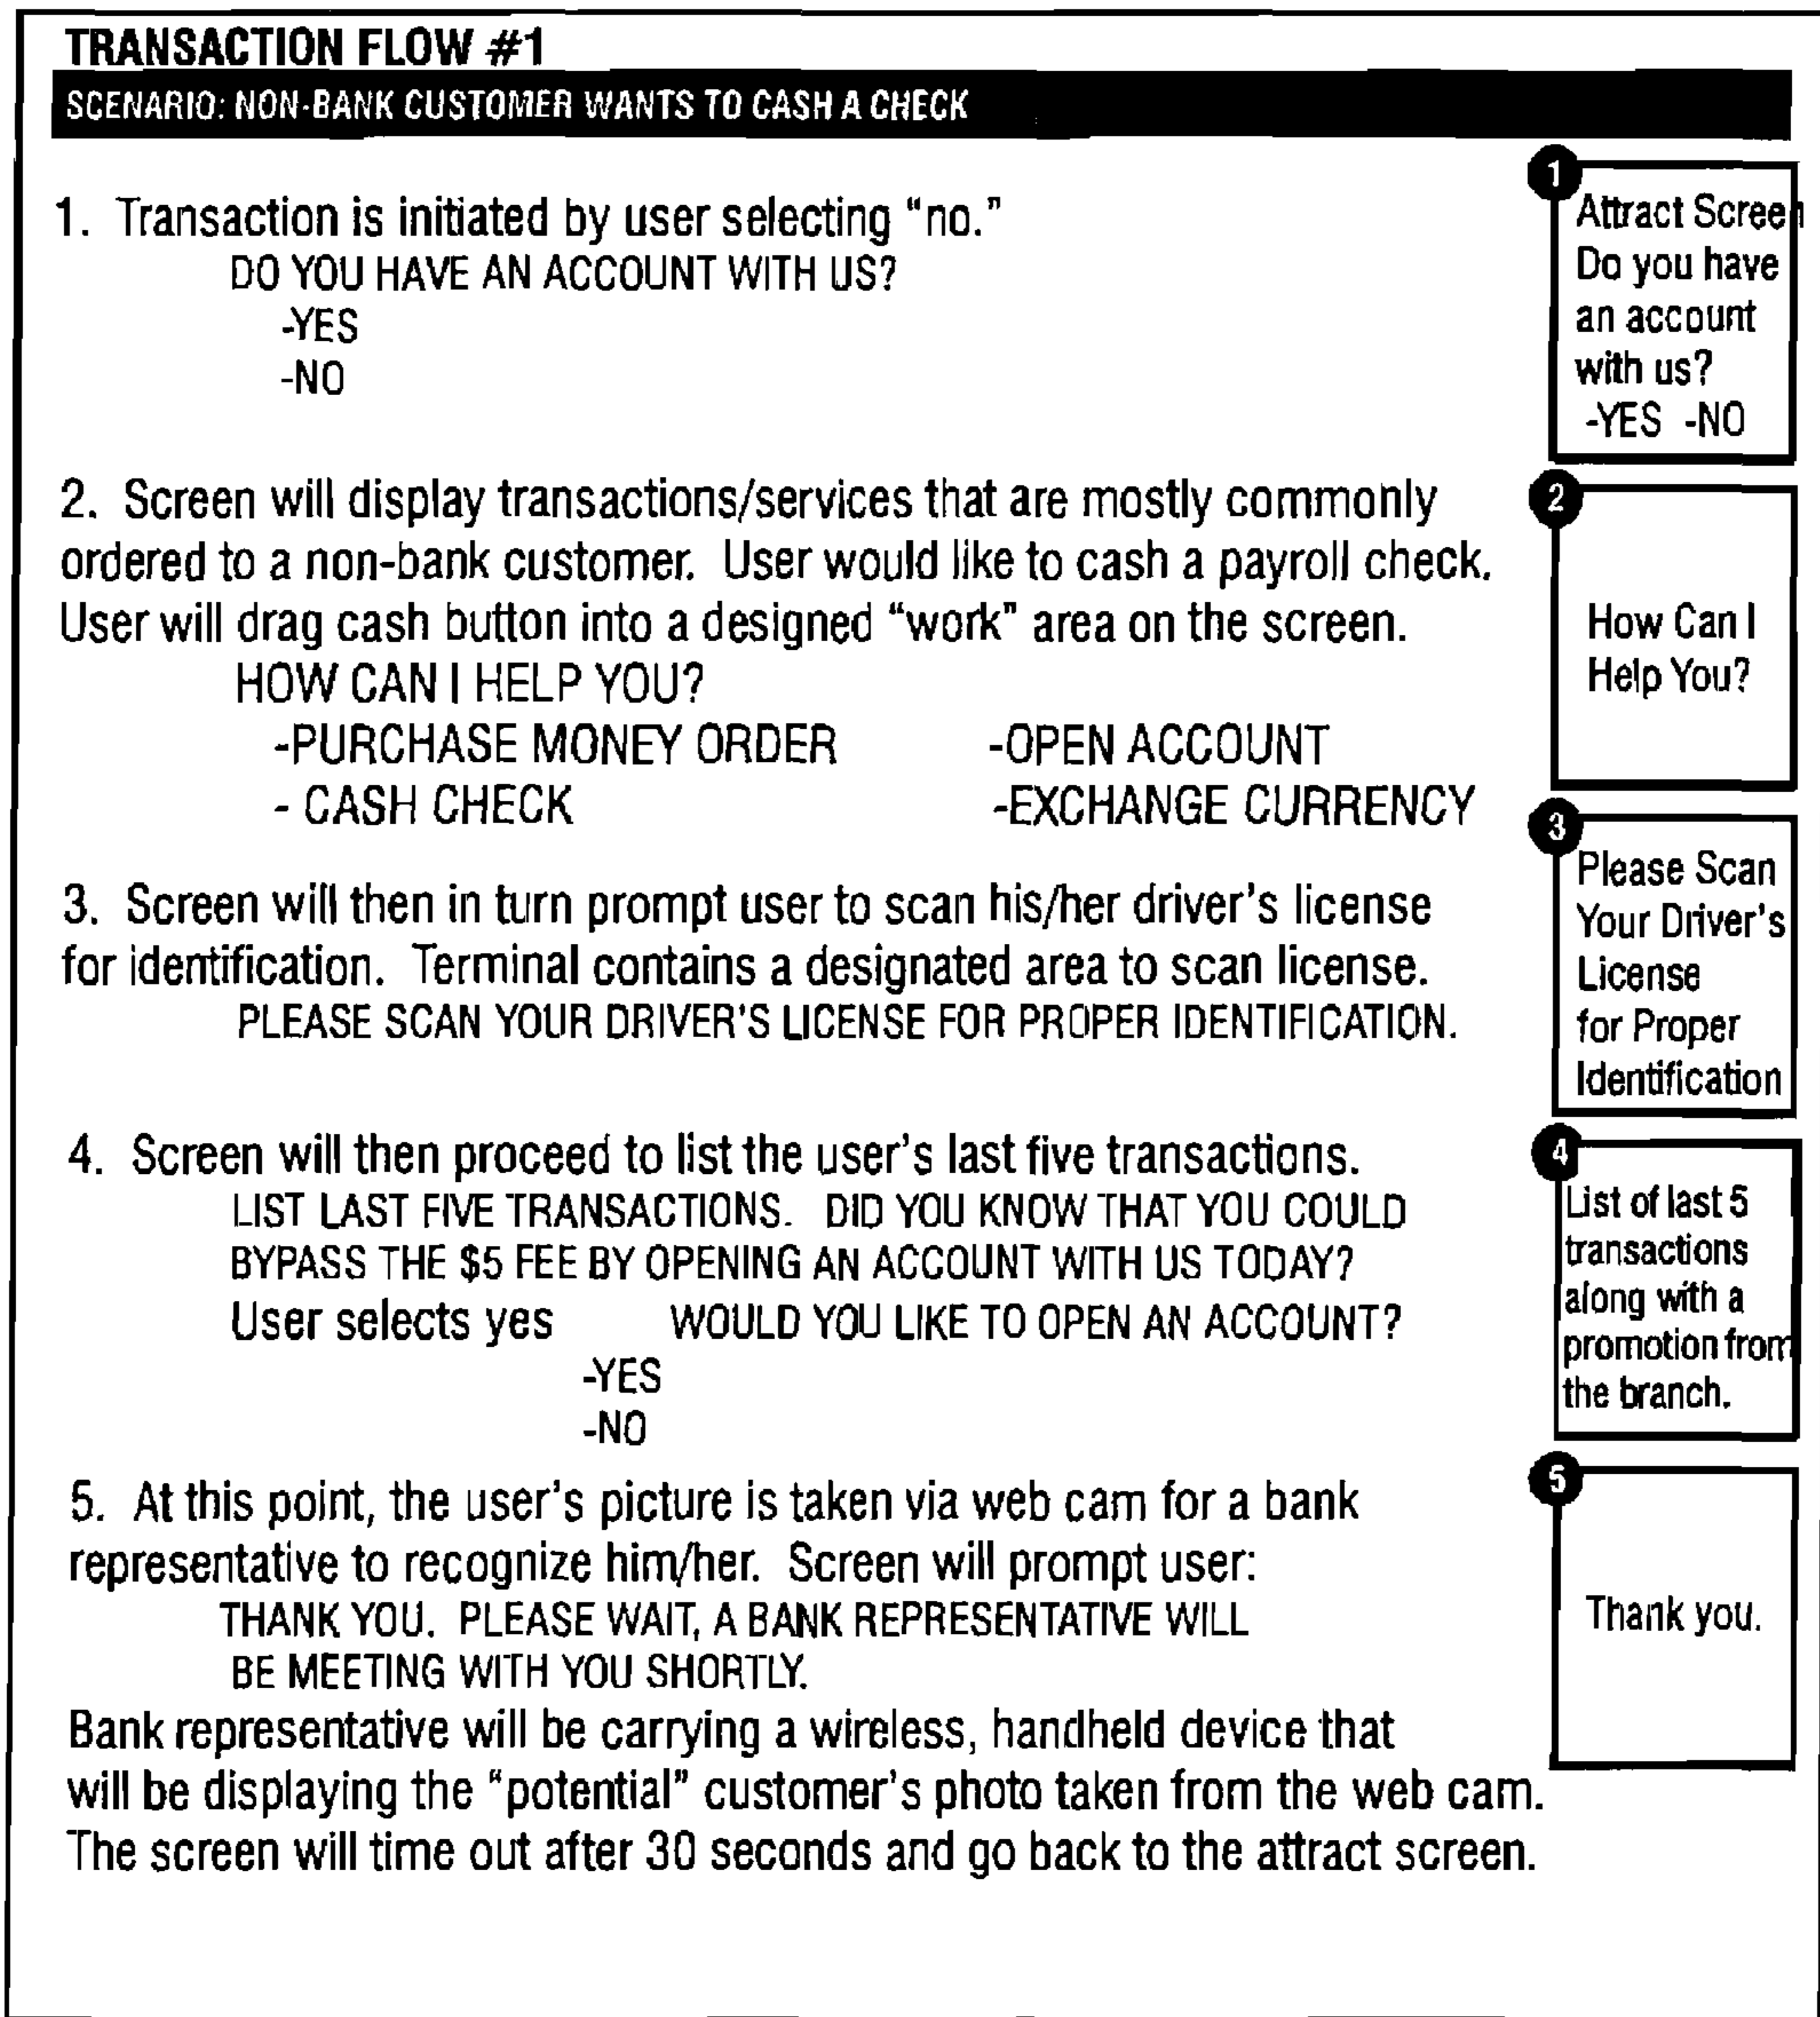 TRANSACTION FLOW #1
SCENARIO: NON-BANK CUSTOMER WANTS TO CASH A CHECK
1. Transaction is initiated by user selecting “no.”
DO YOU HAVE AN ACCOUNT WITH US?
-YES
-NO
2. Screen will display transactions/services that are mostly commonly
ordered to a non-bank customer. User would like to cash a payroll check.
User will drag cash button into a designed “work” area on the screen.
HOW CAN I HELP YOU?
-PURCHASE MONEY ORDER -OPEN ACCOUNT
- CASH CHECK -EXCHANGE CURRENCY
3. Screen will then in turn prompt user to scan his/her driver's license
for identification. Terminal contains a designated area to scan license.
PLEASE SCAN YOUR DRIVER'S LICENSE FOR PROPER IDENTIFICATION.
4. Screen will then proceed to list the user's last five transactions.
LIST LAST FIVE TRANSACTIONS. DID YOU KNOW THAT YOU COULD
BYPASS THE $5 FEE BY OPENING AN ACCOUNT WITH US TODAY?
User selects yes WOULD YOU LIKE TO OPEN AN ACCOUNT?
-YES
-NO
5. At this point, the user's picture is taken via web cam for a bank
representative to recognize him/her. Screen will prompt user:
THANK YOU. PLEASE WAIT, A BANK REPRESENTATIVE WILL
BE MEETING WITH YOU SHORTLY.
Bank representative will be carrying a wireless, handheld device that
will be displaying the “potential” customer's photo taken from the web cam.
The screen will time out after 30 seconds and go back to the attract screen.
1
Attract Screen
Do you have
an account
with us?
-YES -NO
2
How Can I
Help You?
3
Please Scan
Your Driver's
License
for Proper
Identification
4
List of last 5
transactions
along with a
promotion from
the branch.
5
Thank you.